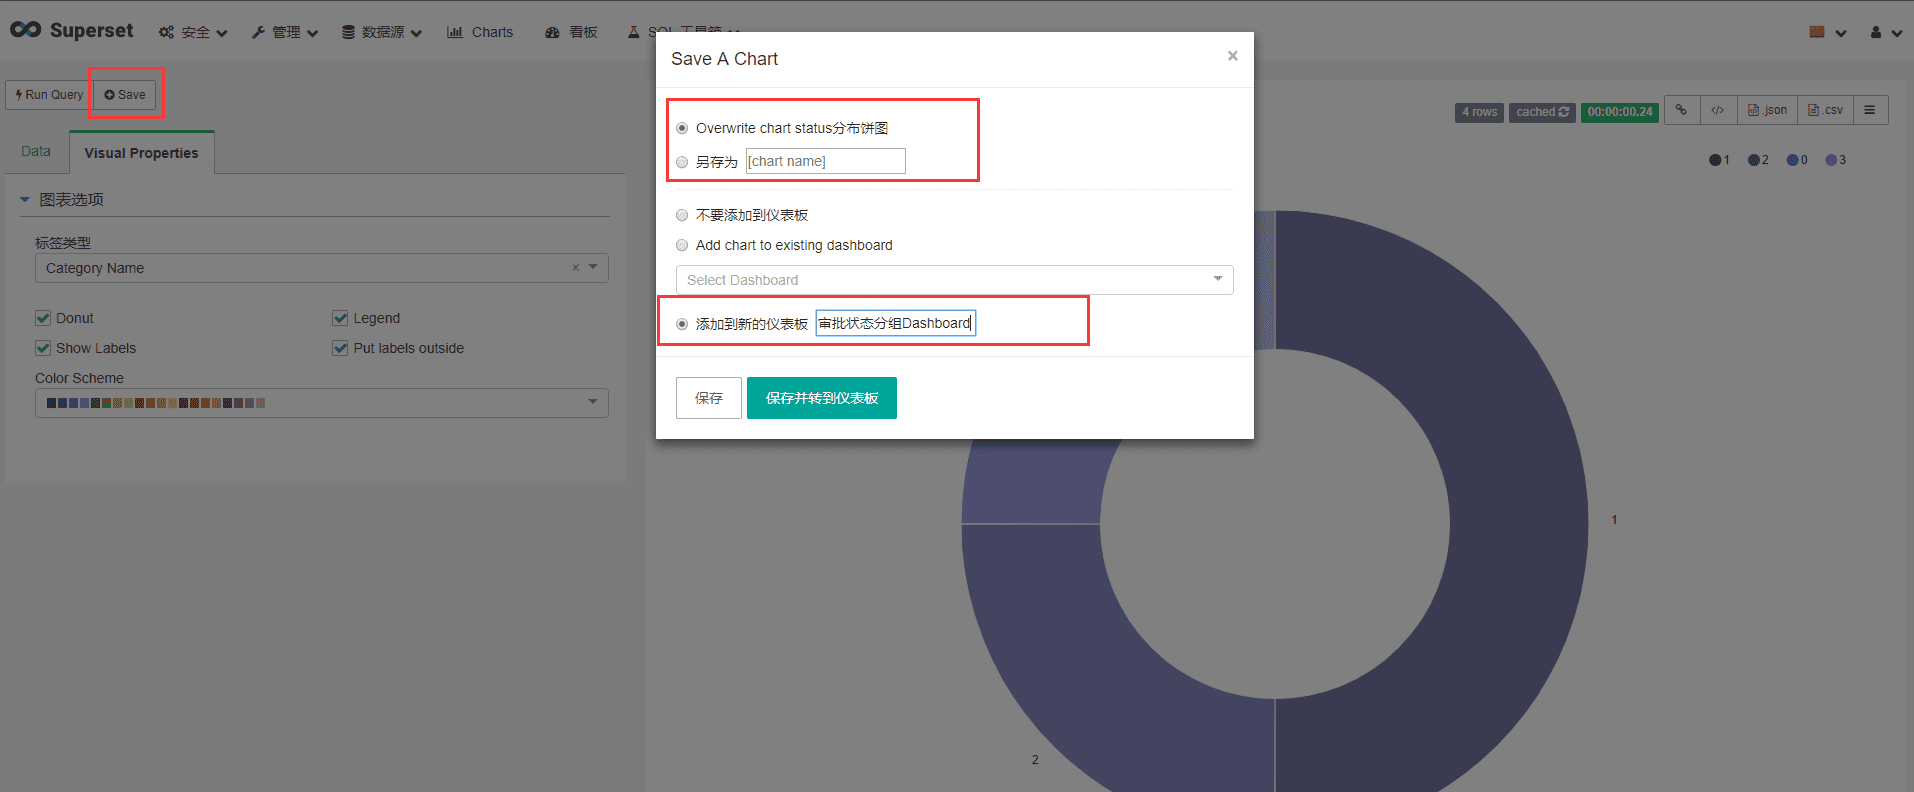 Superset 安全 管理 数据源 Charts 看板 SQL
Run Query Save
Data Visual Properties
图表选项
标签类型
Category Name
Donut Legend
Show Labels Put labels outside
Color Scheme
Save A Chart ×
Overwrite chart status分布饼图
另存为 [chart name]
不要添加到仪表板
Add chart to existing dashboard
Select Dashboard
添加到新的仪表板 审批状态分组Dashboard
保存 保存并转到仪表板
4 rows cached 00:00:00.24 .json .csv
1 2 0 3
1
2